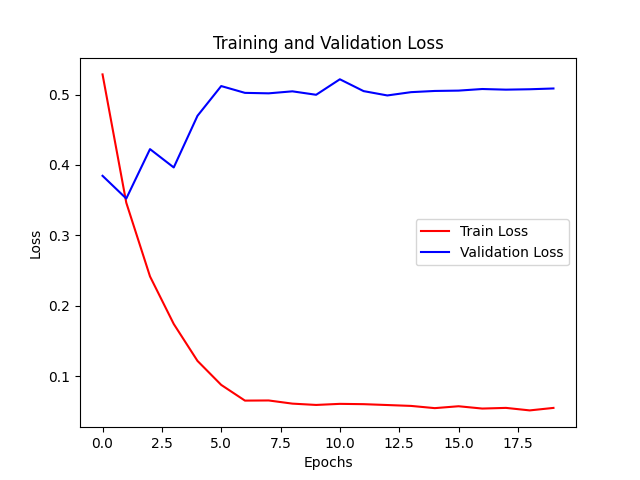 Training and Validation Loss
0.5
0.4
0.3
0.2
0.1
Loss
Train Loss
Validation Loss
0.0 2.5 5.0 7.5 10.0 12.5 15.0 17.5
Epochs